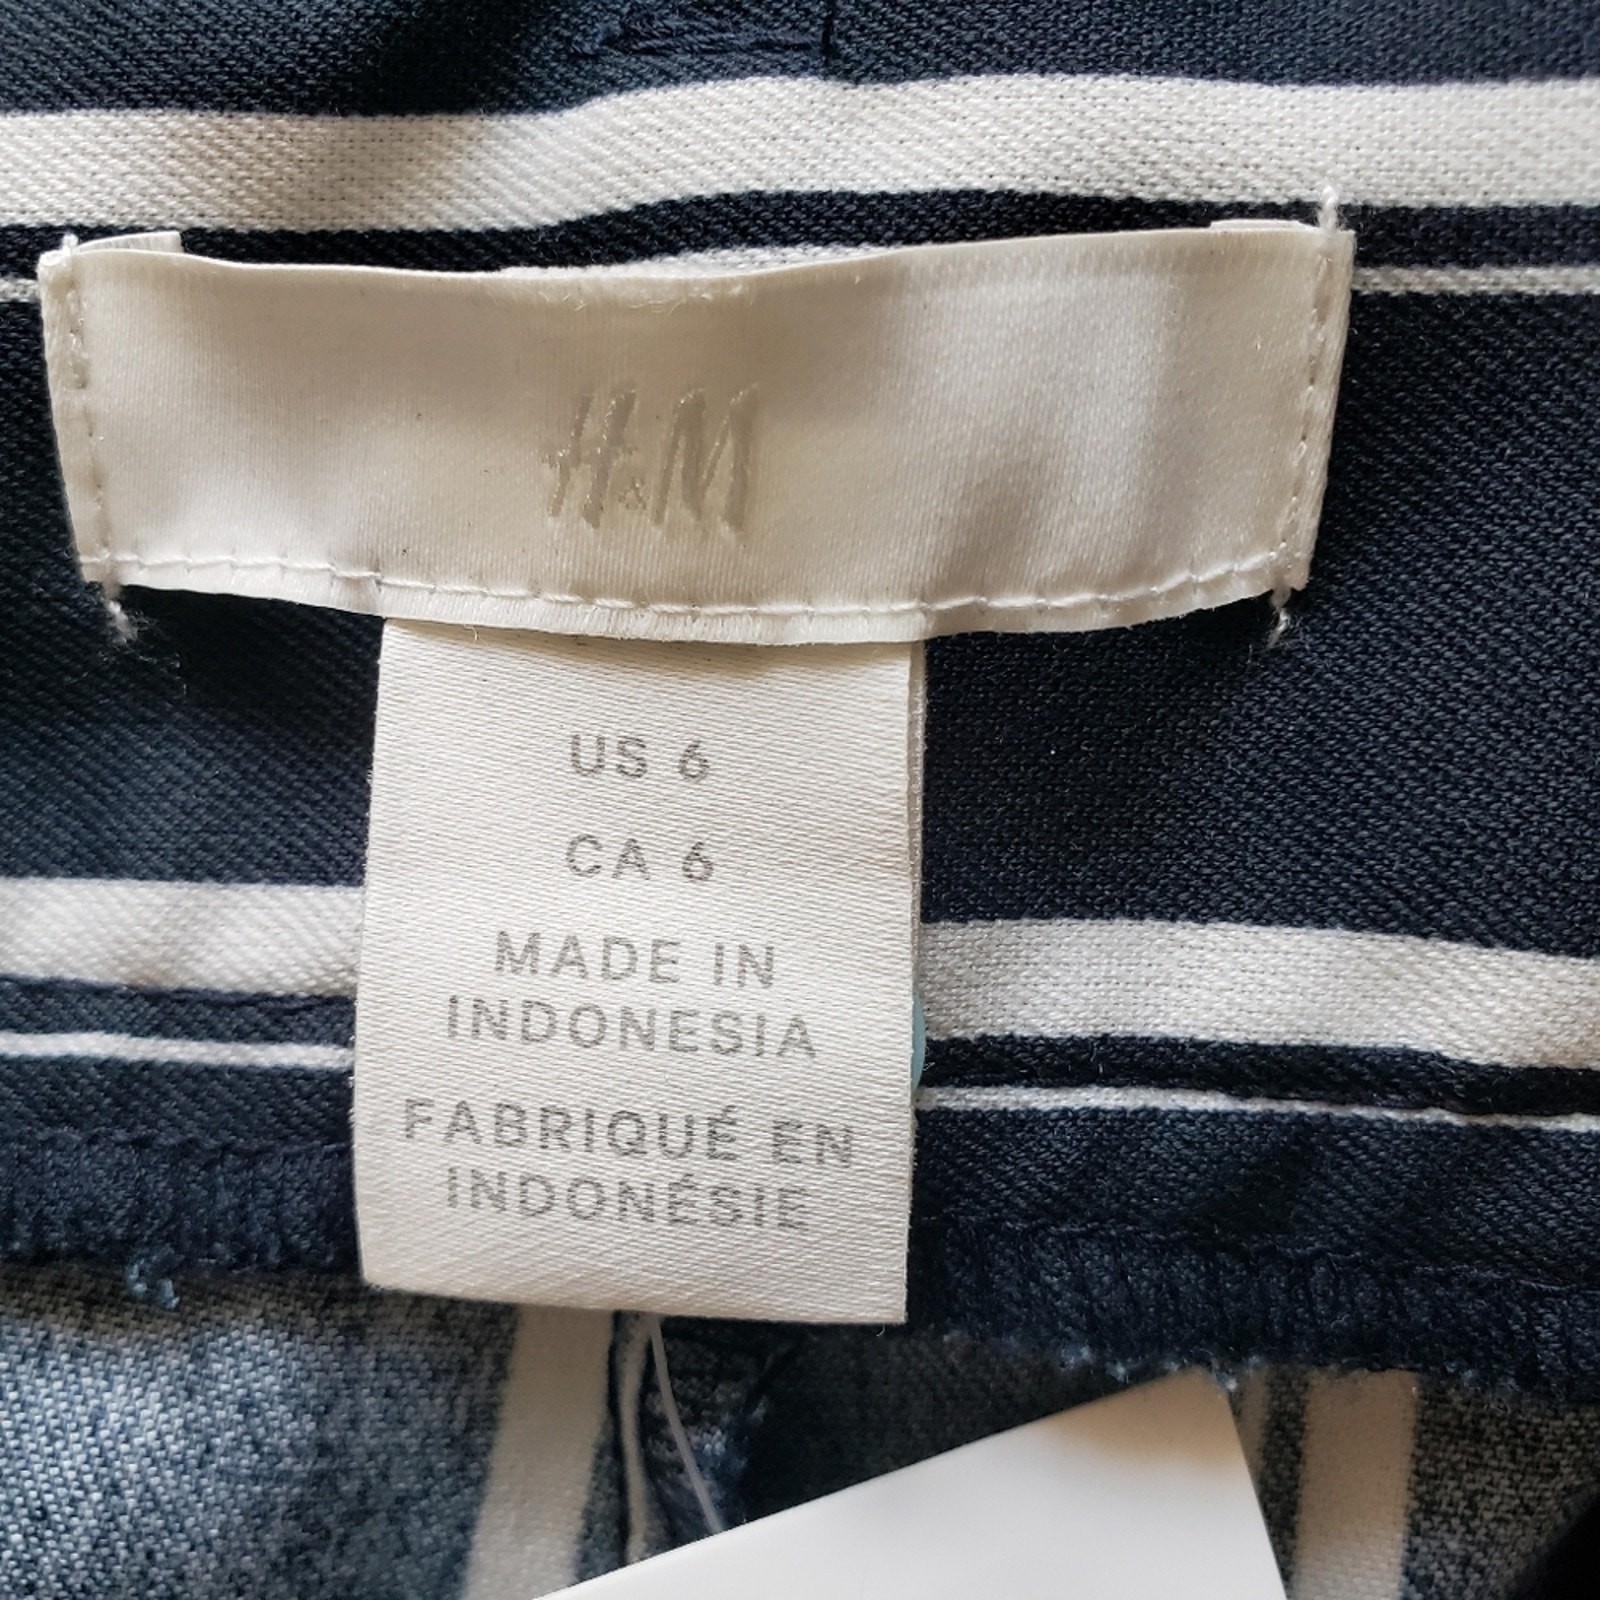 H&M
US 6
CA 6
MADE IN
INDONESIA
FABRIQUÉ EN
INDONÉSIE